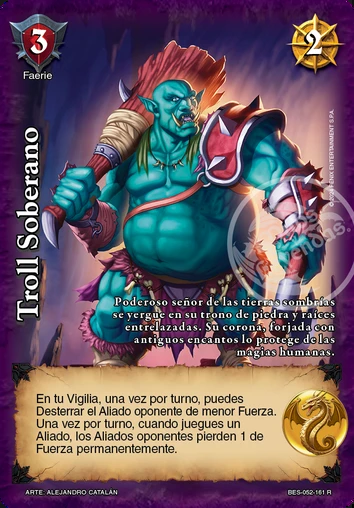 3
Faerie
2
Troll Soberano
Poderoso señor de las tierras sombrías
se yergue en su trono de piedra y raíces
entrelazadas. Su corona, forjada con
antiguos encantos lo protege de las
magias humanas.
En tu Vigilia, una vez por turno, puedes
Desterrar el Aliado oponente de menor Fuerza.
Una vez por turno, cuando juegues un
Aliado, los Aliados oponentes pierden 1 de
Fuerza permanentemente.
ARTE: ALEJANDRO CATALÁN
BES-052-161 R